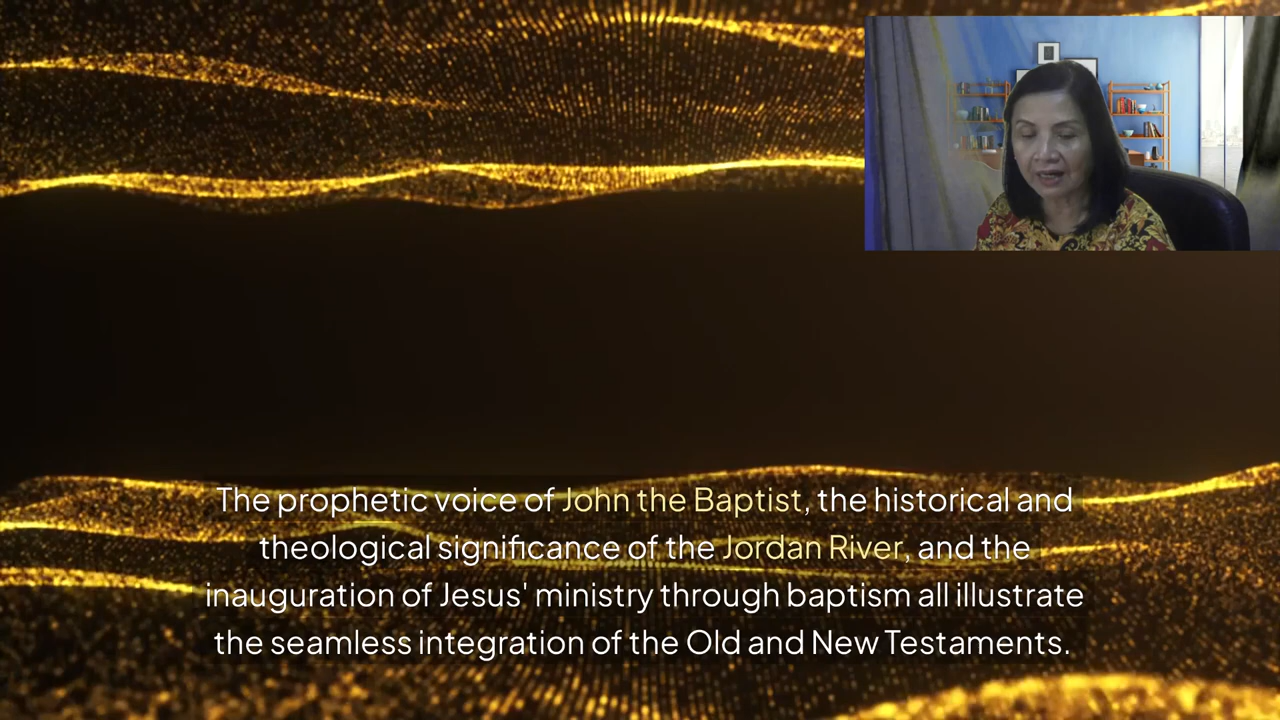 The prophetic voice of John the Baptist, the historical and
theological significance of the Jordan River, and the
inauguration of Jesus' ministry through baptism all illustrate
the seamless integration of the Old and New Testaments.